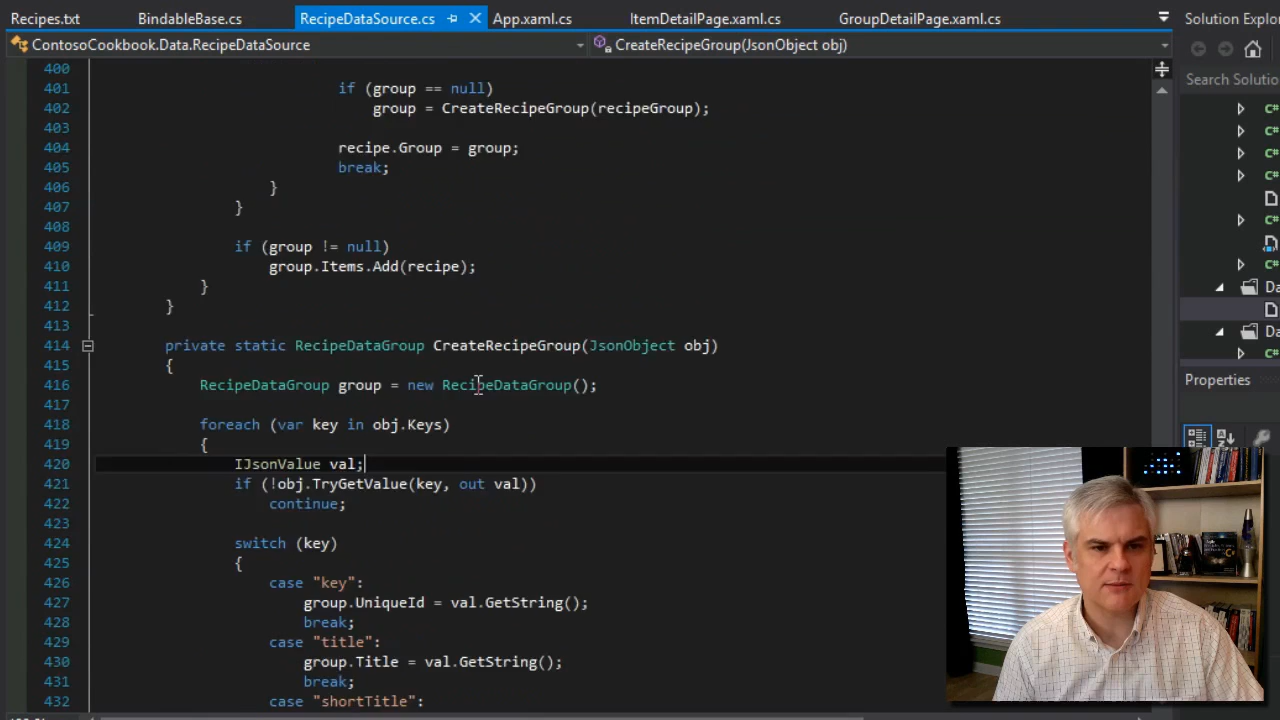 Recipes.txt
BindableBase.cs
RecipeDataSource.cs
App.xaml.cs
ItemDetailPage.xaml.cs
GroupDetailPage.xaml.cs
Solution Explo
ContosoCookbook.Data.RecipeDataSource
CreateRecipeGroup(JsonObject obj)
Search Solutio
400
401 if (group == null)
402 group = CreateRecipeGroup(recipeGroup);
403
404 recipe.Group = group;
405 break;
406 }
407 }
408
409 if (group != null)
410 group.Items.Add(recipe);
411 }
412 }
413
414 private static RecipeDataGroup CreateRecipeGroup(JsonObject obj)
415 {
416 RecipeDataGroup group = new RecipeDataGroup();
417
418 foreach (var key in obj.Keys)
419 {
420 IJsonValue val;
421 if (!obj.TryGetValue(key, out val))
422 continue;
423
424 switch (key)
425 {
426 case "key":
427 group.UniqueId = val.GetString();
428 break;
429 case "title":
430 group.Title = val.GetString();
431 break;
432 case "shortTitle":
C#
C#
C#
C#
C#
C#
Da
Da
C#
Properties